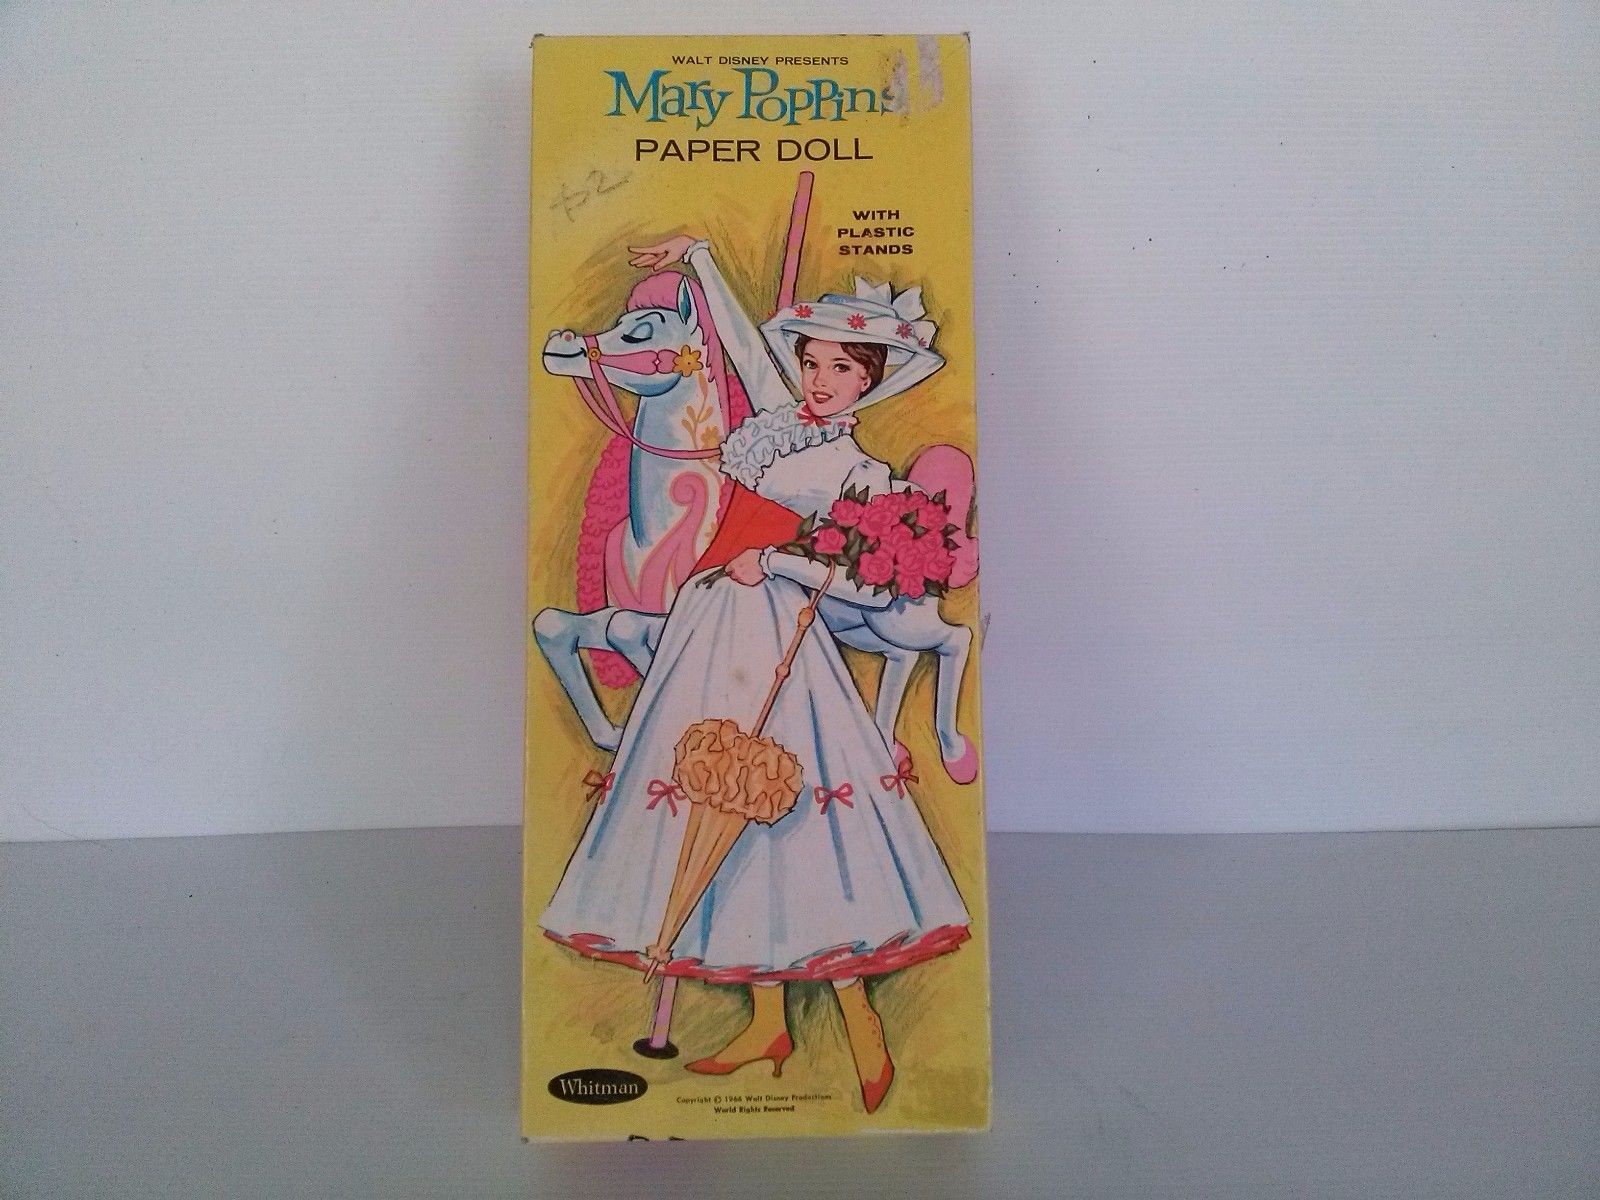 WALT DISNEY PRESENTS
Mary Poppins
PAPER DOLL
$2
WITH
PLASTIC
STANDS
Whitman
Copyright © 1966 Walt Disney Productions
World Rights Reserved